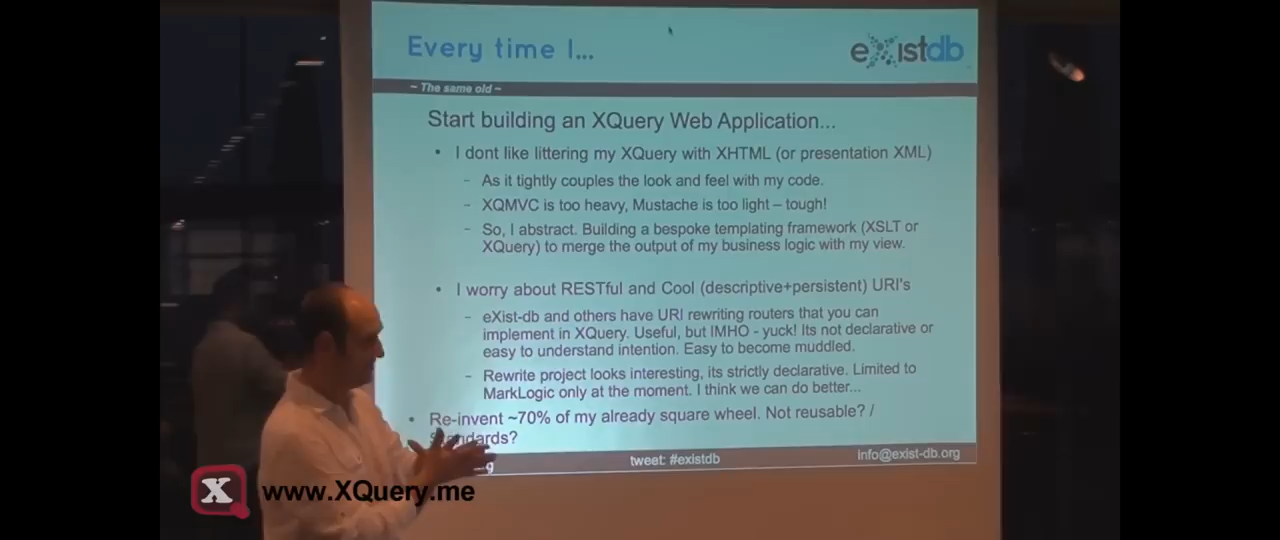 Every time I...
eXistdb
~ The same old ~
Start building an XQuery Web Application...
• I dont like littering my XQuery with XHTML (or presentation XML)
- As it tightly couples the look and feel with my code.
- XQMVC is too heavy, Mustache is too light – tough!
- So, I abstract. Building a bespoke templating framework (XSLT or
XQuery) to merge the output of my business logic with my view.
• I worry about RESTful and Cool (descriptive+persistent) URI's
- eXist-db and others have URI rewriting routers that you can
implement in XQuery. Useful, but IMHO - yuck! Its not declarative or
easy to understand intention. Easy to become muddled.
- Rewrite project looks interesting, its strictly declarative. Limited to
MarkLogic only at the moment. I think we can do better...
• Re-invent ~70% of my already square wheel. Not reusable? /
Standards?
tweet: #existdb
info@exist-db.org
X
www.XQuery.me